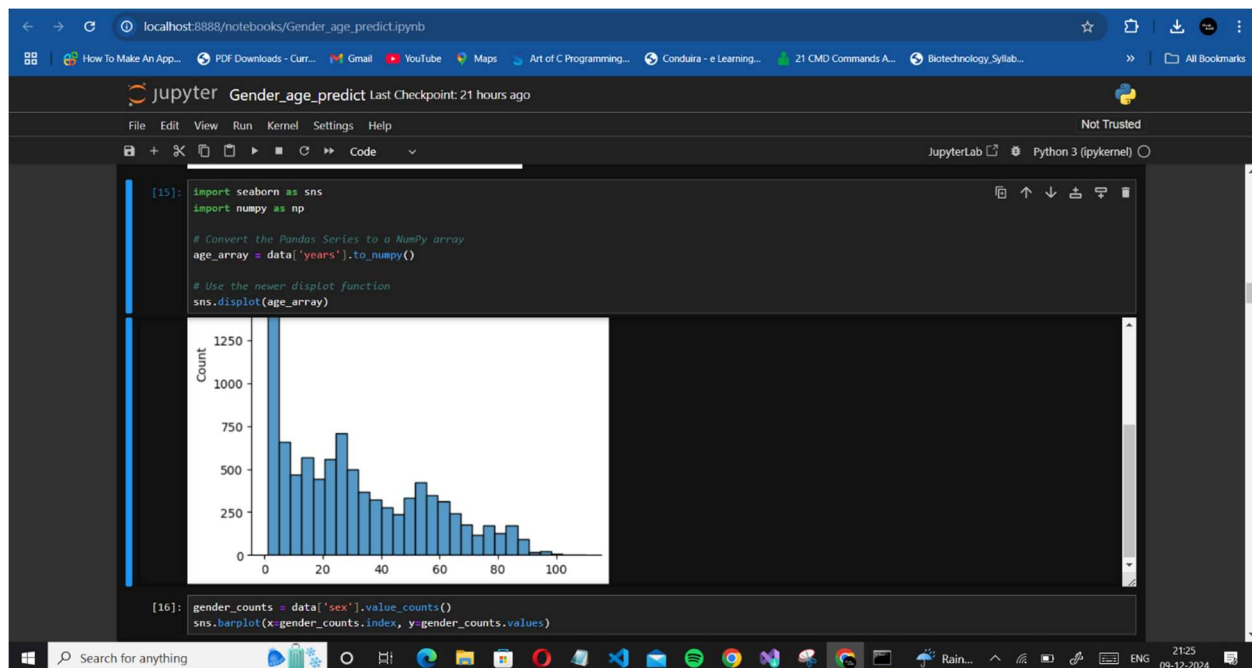 localhost:8888/notebooks/Gender_age_predict.ipynb
How To Make An App... PDF Downloads - Curr... Gmail YouTube Maps Art of C Programming... Conduira - e Learning... 21 CMD Commands A... Biotechnology_Syllab... » All Bookmarks
jupyter Gender_age_predict Last Checkpoint: 21 hours ago
File Edit View Run Kernel Settings Help Not Trusted
Code JupyterLab Python 3 (ipykernel)
[15]: import seaborn as sns
import numpy as np
# Convert the Pandas Series to a NumPy array
age_array = data['years'].to_numpy()
# Use the newer displot function
sns.displot(age_array)
1250
Count
1000
750
500
250
0
0 20 40 60 80 100
[16]: gender_counts = data['sex'].value_counts()
sns.barplot(x=gender_counts.index, y=gender_counts.values)
Search for anything Rain... ENG 21:25
09-12-2024